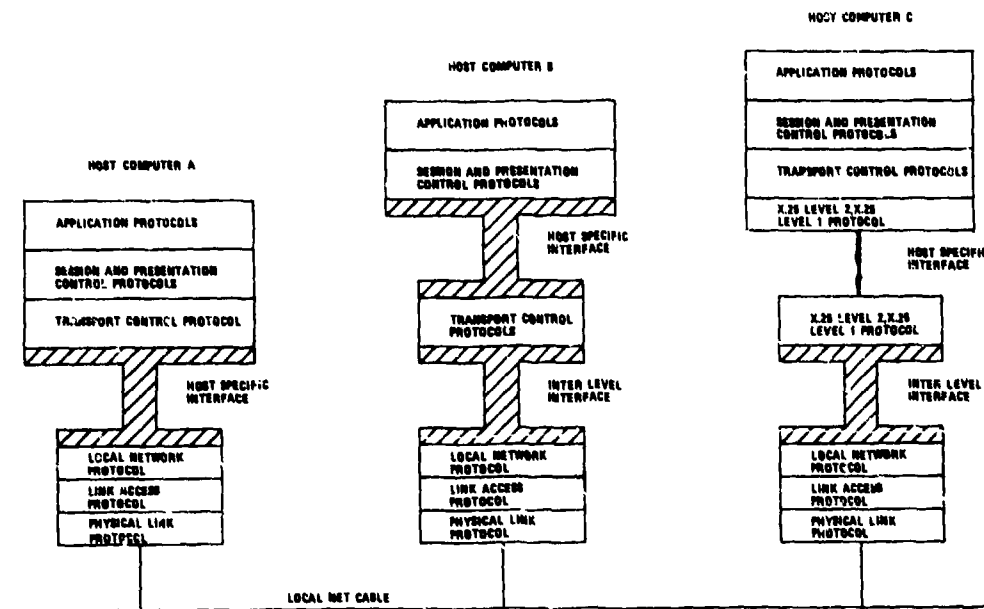 HOST COMPUTER A
APPLICATION PROTOCOLS
SESSION AND PRESENTATION
CONTROL PROTOCOLS
TRANSPORT CONTROL PROTOCOL
HOST SPECIFIC
INTERFACE
LOCAL NETWORK
PROTOCOL
LINK ACCESS
PROTOCOL
PHYSICAL LINK
PROTOCOL
HOST COMPUTER B
APPLICATION PROTOCOLS
SESSION AND PRESENTATION
CONTROL PROTOCOLS
HOST SPECIFIC
INTERFACE
TRANSPORT CONTROL
PROTOCOLS
INTER LEVEL
INTERFACE
LOCAL NETWORK
PROTOCOL
LINK ACCESS
PROTOCOL
PHYSICAL LINK
PROTOCOL
HOST COMPUTER C
APPLICATION PROTOCOLS
SESSION AND PRESENTATION
CONTROL PROTOCOLS
TRANSPORT CONTROL PROTOCOLS
X.25 LEVEL 2,X.25
LEVEL 1 PROTOCOL
HOST SPECIFIC
INTERFACE
X.25 LEVEL 2,X.25
LEVEL 1 PROTOCOL
INTER LEVEL
INTERFACE
LOCAL NETWORK
PROTOCOL
LINK ACCESS
PROTOCOL
PHYSICAL LINK
PROTOCOL
LOCAL NET CABLE